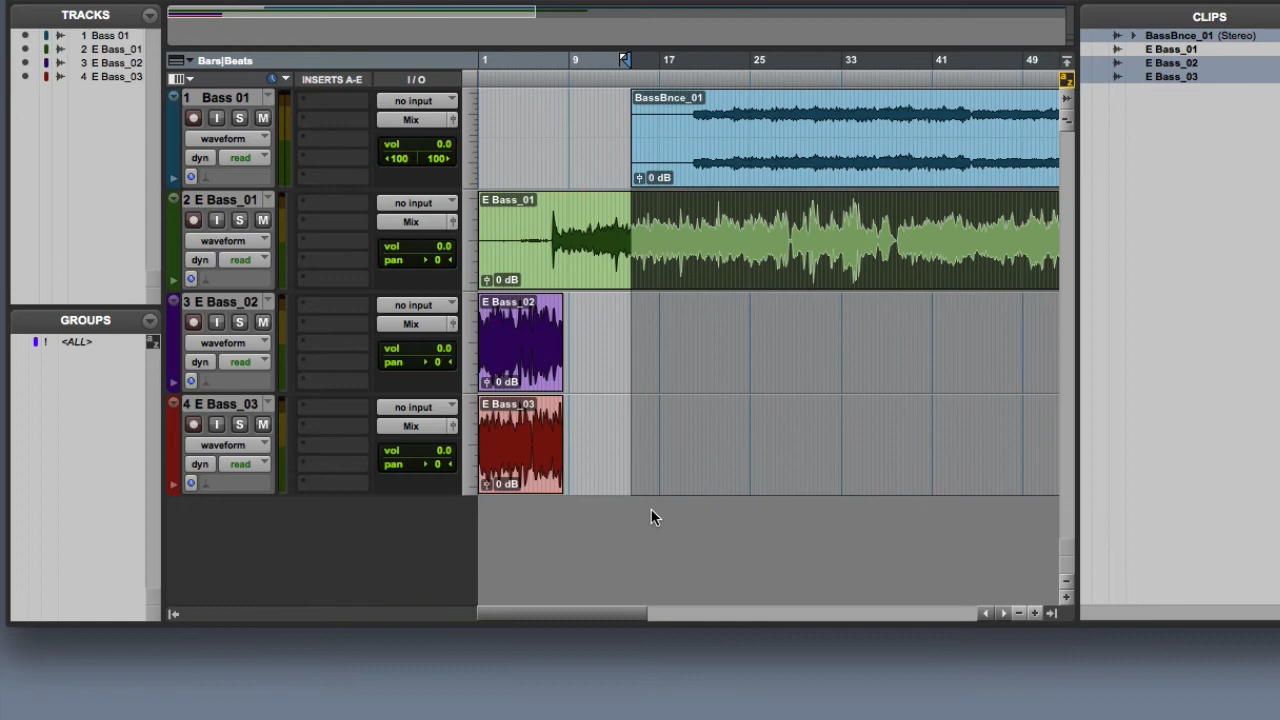 TRACKS
1 Bass 01
2 E Bass_01
3 E Bass_02
4 E Bass_03
GROUPS
! <ALL>
a z
Bars|Beats
1 9 17 25 33 41 49
INSERTS A-E
I / O
a z
1 Bass 01
I S M
waveform
dyn read
no input
Mix
vol 0.0
100 100
BassBnce_01
0 dB
2 E Bass_01
I S M
waveform
dyn read
no input
Mix
vol 0.0
pan 0
E Bass_01
0 dB
3 E Bass_02
I S M
waveform
dyn read
no input
Mix
vol 0.0
pan 0
E Bass_02
0 dB
4 E Bass_03
I S M
waveform
dyn read
no input
Mix
vol 0.0
pan 0
E Bass_03
0 dB
CLIPS
BassBnce_01 (Stereo)
E Bass_01
E Bass_02
E Bass_03